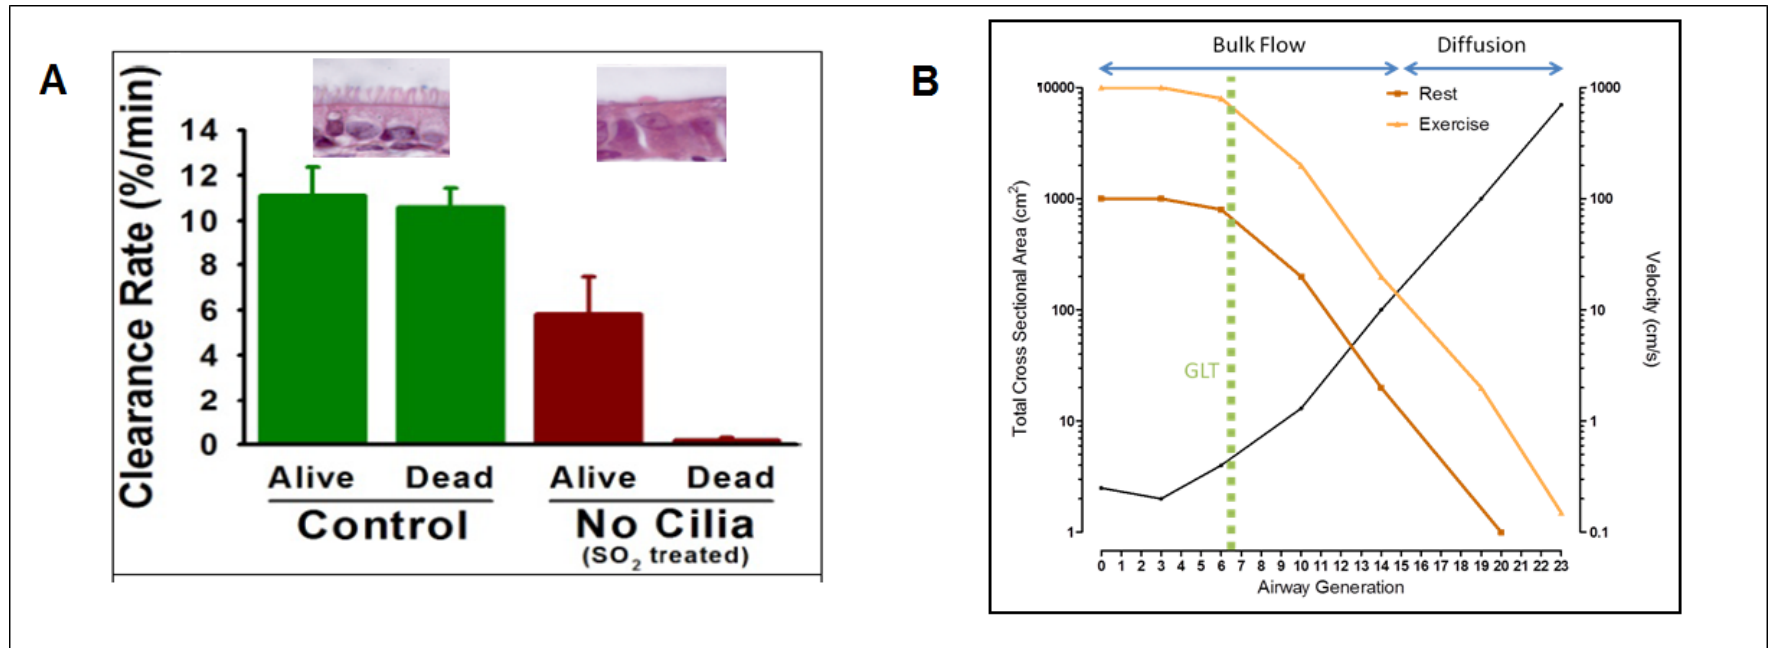 A
Clearance Rate (%/min)
14
12
10
8
6
4
2
0
Alive
Dead
Alive
Dead
Control
No Cilia
(SO₂ treated)
B
Bulk Flow
Diffusion
Rest
Exercise
Total Cross Sectional Area (cm²)
10000
1000
100
10
1
GLT
1000
100
10
1
0.1
Velocity (cm/s)
0 1 2 3 4 5 6 7 8 9 10 11 12 13 14 15 16 17 18 19 20 21 22 23
Airway Generation